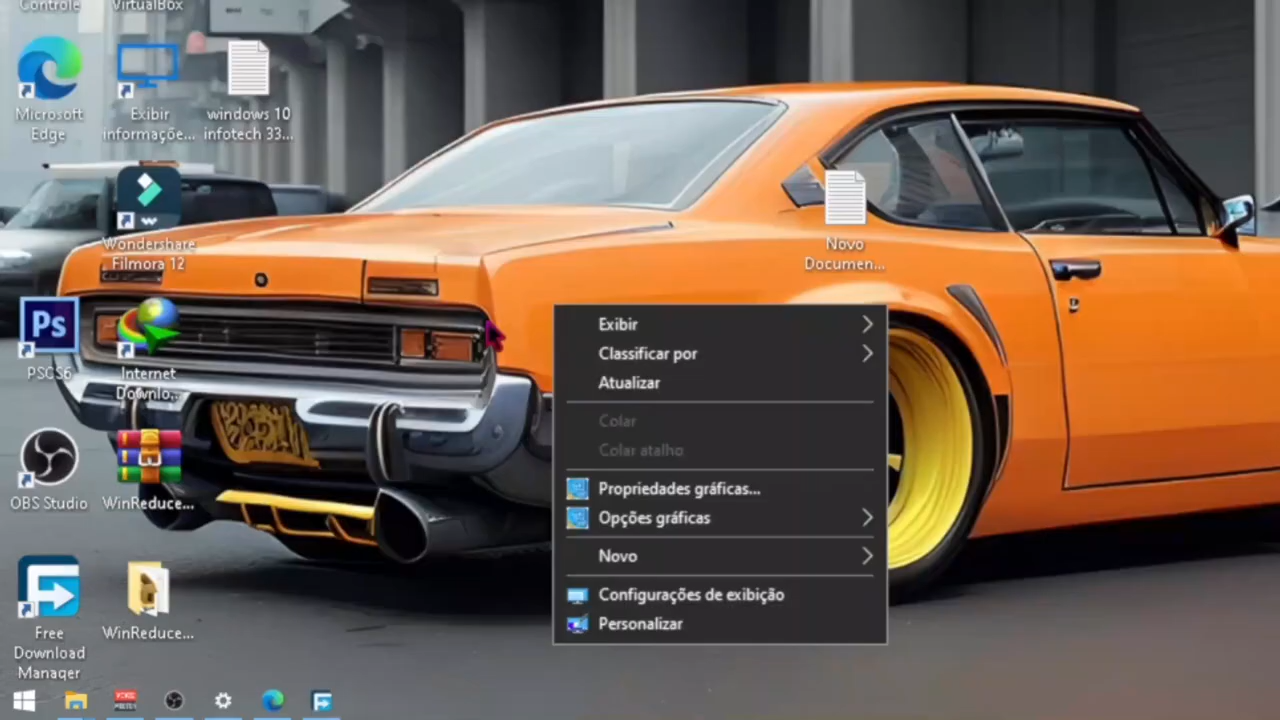 Controle
VirtualBox
Microsoft
Edge
Exibir
informaçõe...
windows 10
infotech 33...
Wondershare
Filmora 12
Novo
Documen...
Ps
PSCS6
Internet
Downlo...
OBS Studio
WinReduce...
Free
Download
Manager
WinReduce...
Exibir
Classificar por
Atualizar
Colar
Colar atalho
Propriedades gráficas...
Opções gráficas
Novo
Configurações de exibição
Personalizar